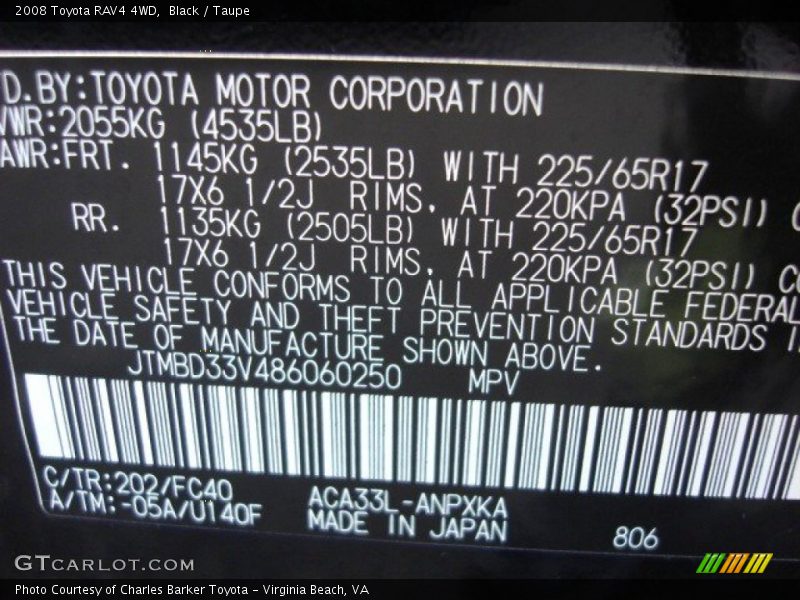 2008 Toyota RAV4 4WD, Black / Taupe
D.BY:TOYOTA MOTOR CORPORATION
VWR:2055KG (4535LB)
AWR:FRT. 1145KG (2535LB) WITH 225/65R17
17X6 1/2J RIMS, AT 220KPA (32PSI) C
RR. 1135KG (2505LB) WITH 225/65R17
17X6 1/2J RIMS, AT 220KPA (32PSI) CO
THIS VEHICLE CONFORMS TO ALL APPLICABLE FEDERAL
VEHICLE SAFETY AND THEFT PREVENTION STANDARDS I
THE DATE OF MANUFACTURE SHOWN ABOVE.
JTMBD33V486060250 MPV
C/TR:202/FC40
A/TM:-05A/U140F
ACA33L-ANPXKA
MADE IN JAPAN
806
GTCARLOT.COM
Photo Courtesy of Charles Barker Toyota - Virginia Beach, VA